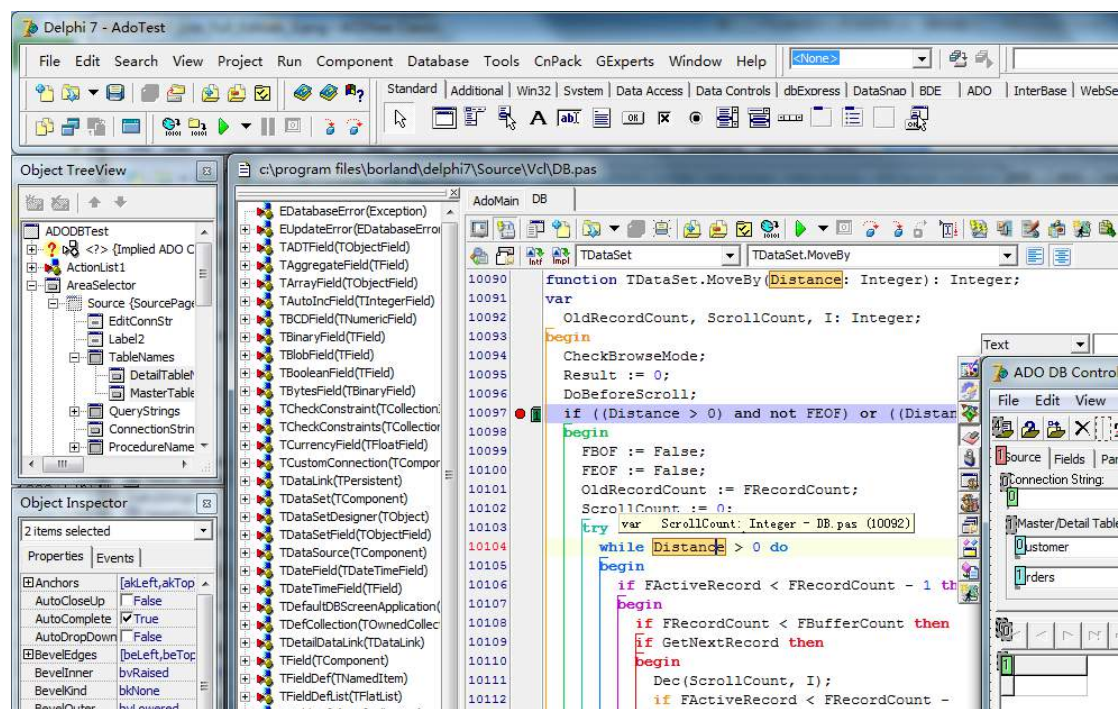 Delphi 7 - AdoTest
File Edit Search View Project Run Component Database Tools CnPack GExperts Window Help
<None>
Standard Additional Win32 System Data Access Data Controls dbExpress DataSnap BDE ADO InterBase WebSe
Object TreeView
ADODBTest
<?> {Implied ADO C
ActionList1
AreaSelector
Source {SourcePage
EditConnStr
Label2
TableNames
DetailTable
MasterTable
QueryStrings
ConnectionStrin
ProcedureName
Object Inspector
2 items selected
Properties Events
Anchors [akLeft,akTop
AutoCloseUp False
AutoComplete True
AutoDropDown False
BevelEdges [beLeft,beTop
BevelInner bvRaised
BevelKind bkNone
BevelOuter bvLowered
c:\program files\borland\delphi7\Source\Vcl\DB.pas
EDatabaseError(Exception)
EUpdateError(EDatabaseError
TADTField(TObjectField)
TAggregateField(TField)
TArrayField(TObjectField)
TAutoIncField(TIntegerField)
TBCDField(TNumericField)
TBinaryField(TField)
TBlobField(TField)
TBooleanField(TField)
TBytesField(TBinaryField)
TCheckConstraint(TCollection
TCheckConstraints(TCollection
TCurrencyField(TFloatField)
TCustomConnection(TCompor
TDataLink(TPersistent)
TDataSet(TComponent)
TDataSetDesigner(TObject)
TDataSetField(TObjectField)
TDataSource(TComponent)
TDateField(TDateTimeField)
TDateTimeField(TField)
TDefaultDBScreenApplication(
TDefCollection(TOwnedCollec
TDetailDataLink(TDataLink)
TField(TComponent)
TFieldDef(TNamedItem)
TFieldDefList(TFlatList)
AdoMain DB
Intf Impl TDataSet TDataSet.MoveBy
10090 function TDataSet.MoveBy(Distance: Integer): Integer;
10091 var
10092 OldRecordCount, ScrollCount, I: Integer;
10093 begin
10094 CheckBrowseMode;
10095 Result := 0;
10096 DoBeforeScroll;
10097 if ((Distance > 0) and not FEOF) or ((Distan
10098 begin
10099 FBOF := False;
10100 FEOF := False;
10101 OldRecordCount := FRecordCount;
10102 ScrollCount := 0;
10103 try
var ScrollCount: Integer - DB.pas (10092)
10104 while Distance > 0 do
10105 begin
10106 if FActiveRecord < FRecordCount - 1 th
10107 begin
10108 if FRecordCount < FBufferCount then
10109 if GetNextRecord then
10110 begin
10111 Dec(ScrollCount, I);
10112 if FActiveRecord < FRecordCount -
Text
ADO DB Control
File Edit View
Source Fields Par
Connection String:
0
Master/Detail Table
ustomer
rders
1